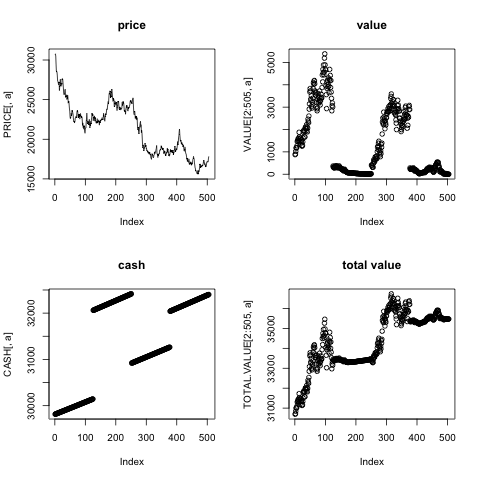 price
PRICE[, a]
30000
25000
20000
15000
0 100 200 300 400 500
Index
value
VALUE[2:505, a]
5000
3000
1000
0
0 100 200 300 400 500
Index
cash
CASH[, a]
32000
31000
30000
0 100 200 300 400 500
Index
total value
TOTAL.VALUE[2:505, a]
35000
33000
31000
0 100 200 300 400 500
Index